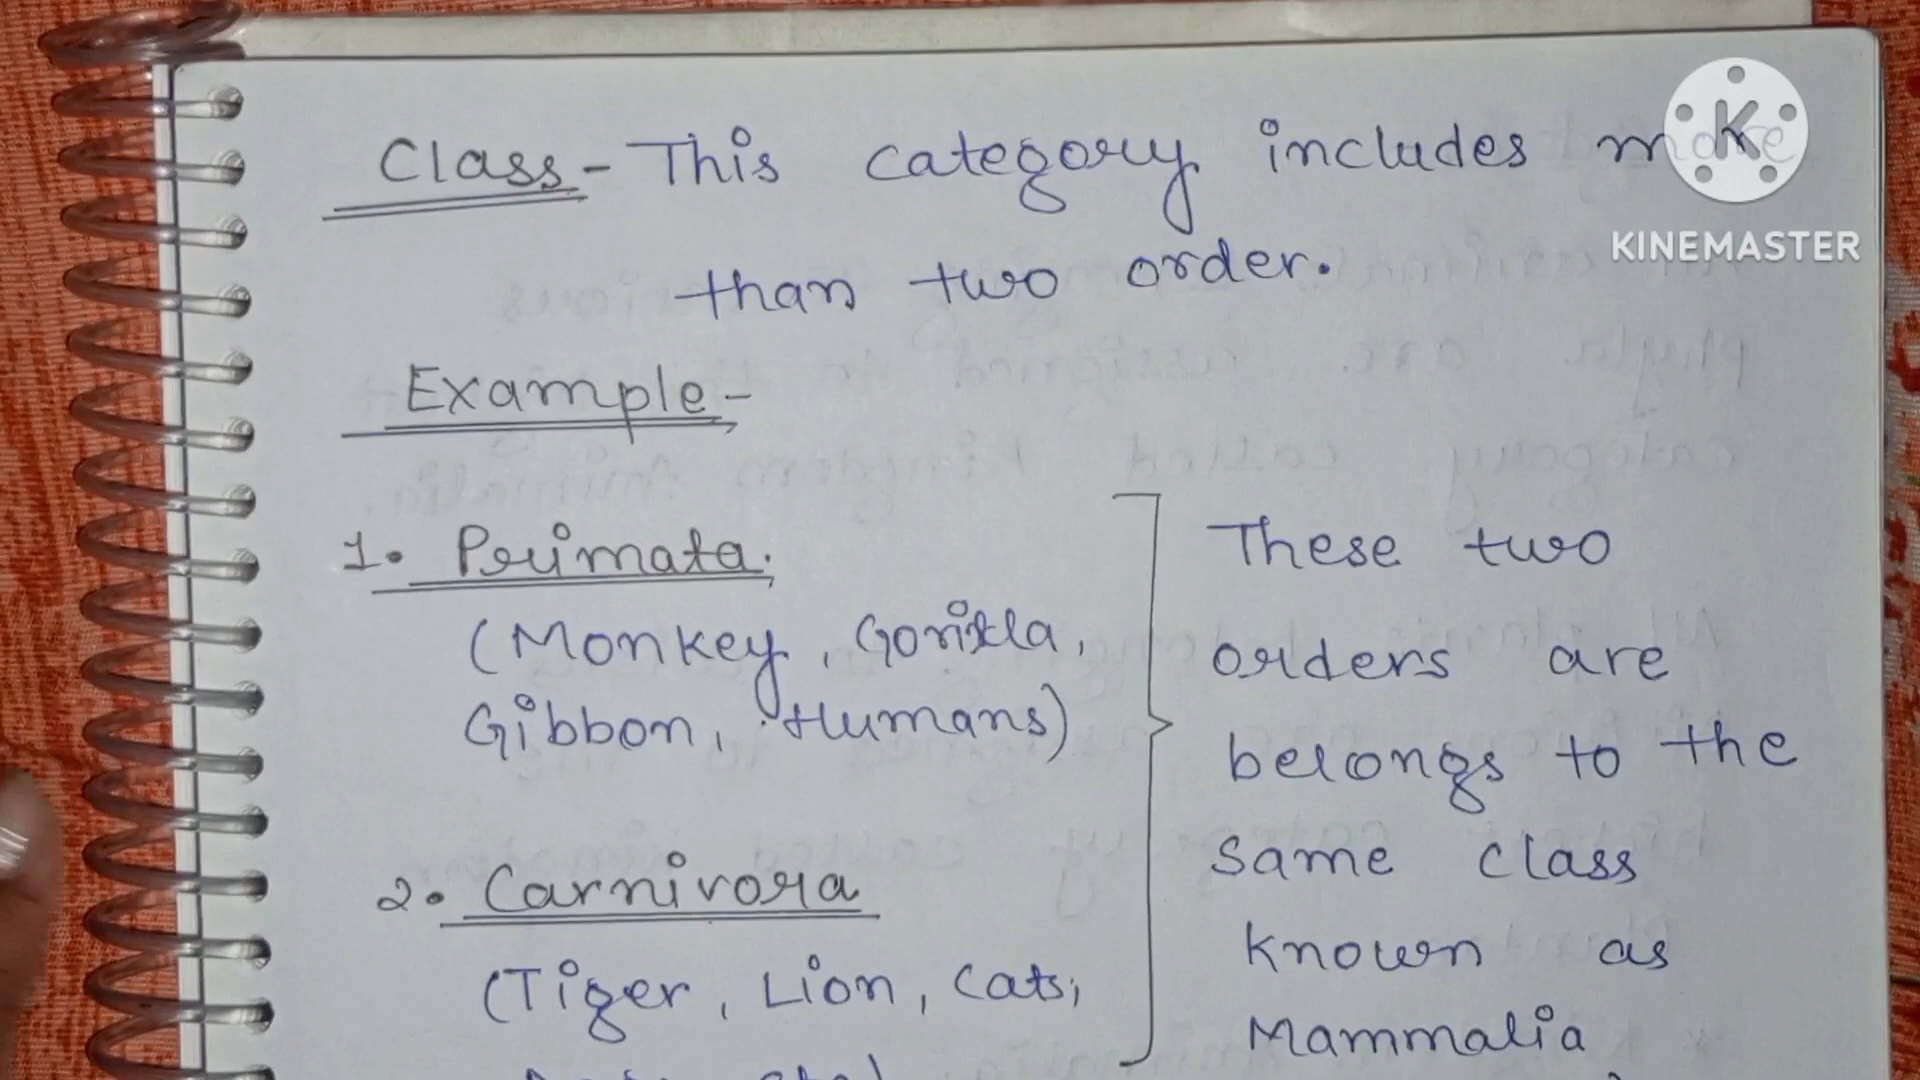 Class - This category includes more
than two order.
Example -
1. Primata.
(Monkey, Gorilla,
Gibbon, Humans)
2. Carnivora
(Tiger, Lion, Cats,
These two
orders are
belongs to the
same class
known as
Mammalia
K
KINEMASTER